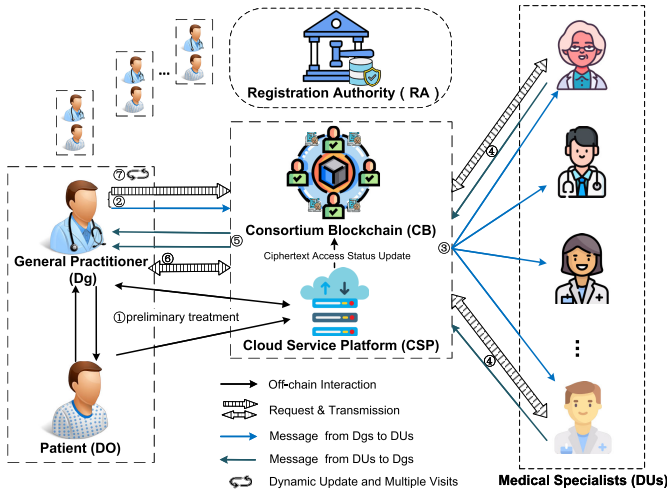 Registration Authority ( RA )
...
⑦
②
④
Consortium Blockchain (CB)
⑤
③
General Practitioner
(Dg)
⑥
Ciphertext Access Status Update
①preliminary treatment
Cloud Service Platform (CSP)
④
Off-chain Interaction
Request & Transmission
Message from Dgs to DUs
Message from DUs to Dgs
Dynamic Update and Multiple Visits
Patient (DO)
Medical Specialists (DUs)